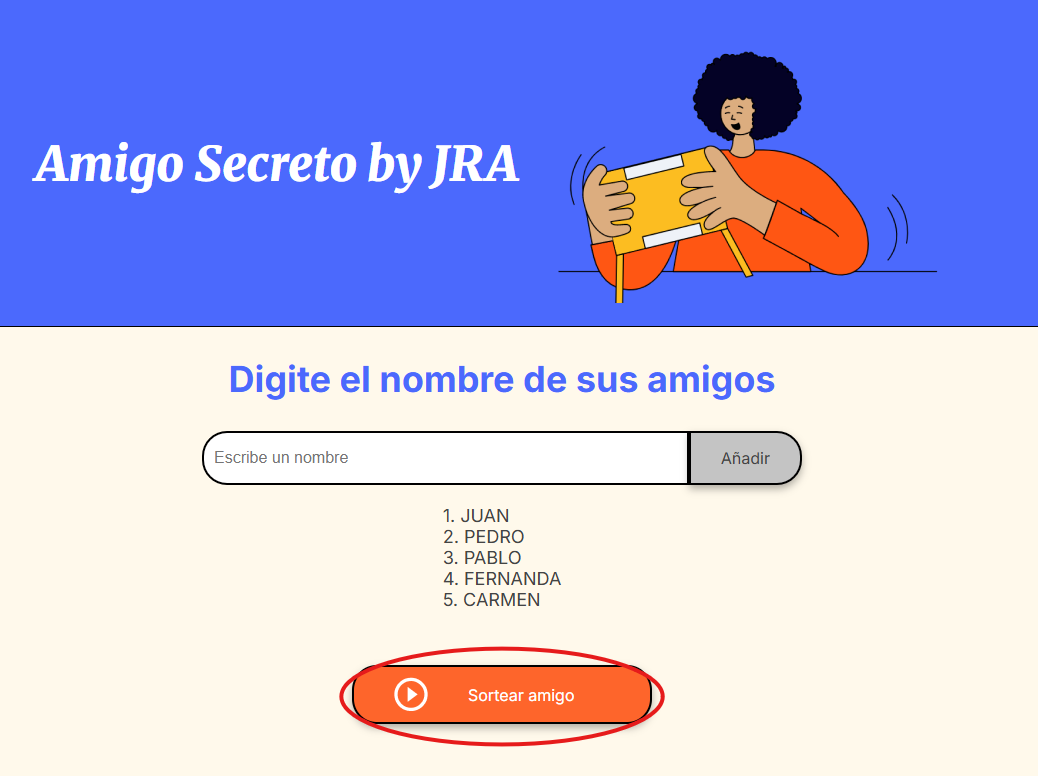 Amigo Secreto by JRA
Digite el nombre de sus amigos
Escribe un nombre
Añadir
1. JUAN
2. PEDRO
3. PABLO
4. FERNANDA
5. CARMEN
Sortear amigo